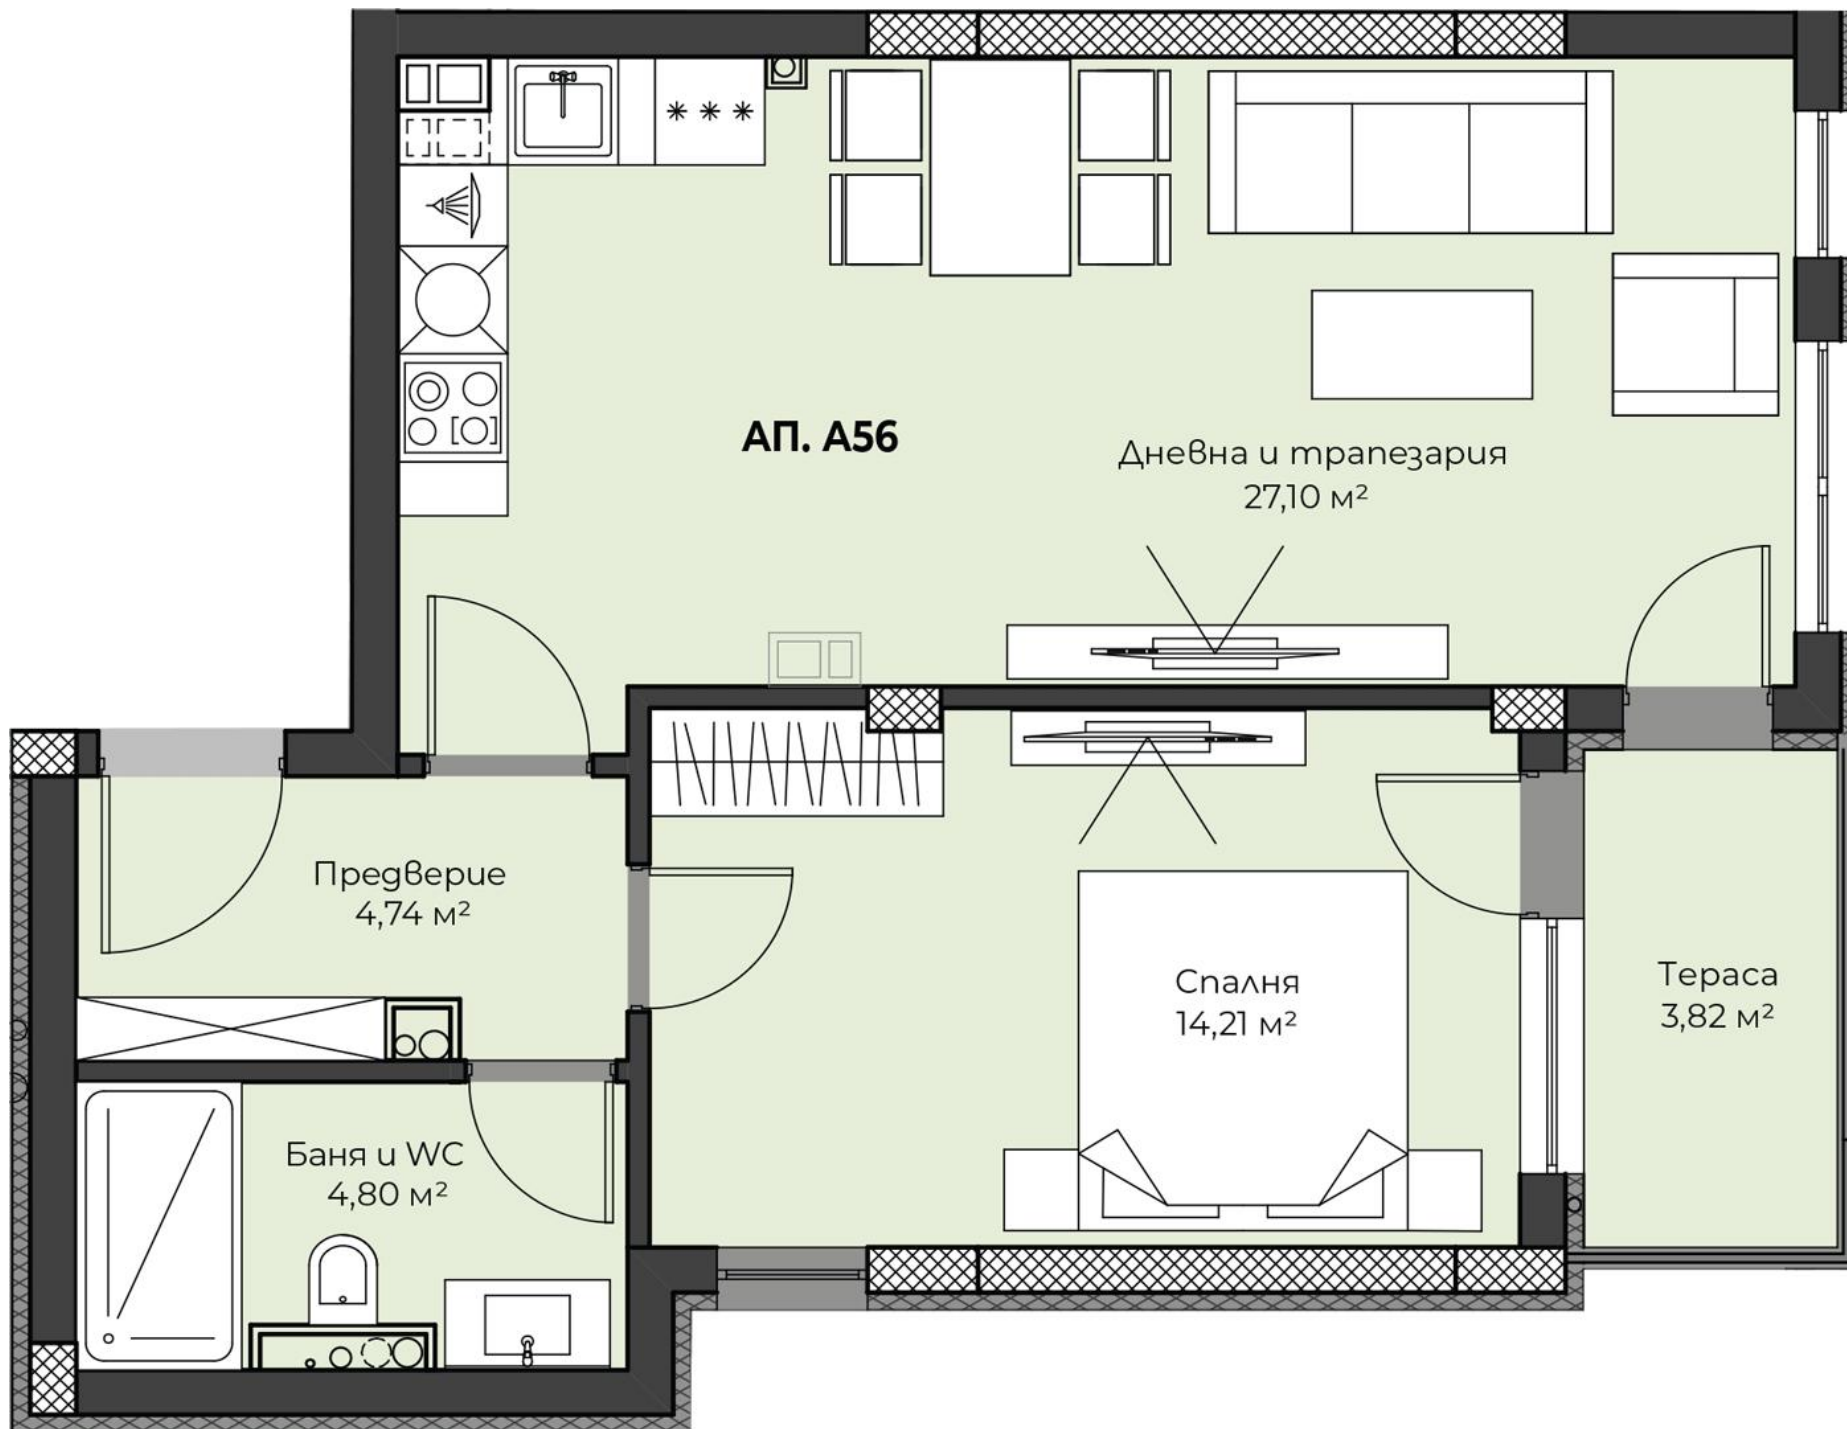 АП. А56
Дневна и трапезария
27,10 м²
Предверие
4,74 м²
Спалня
14,21 м²
Тераса
3,82 м²
Баня и WC
4,80 м²